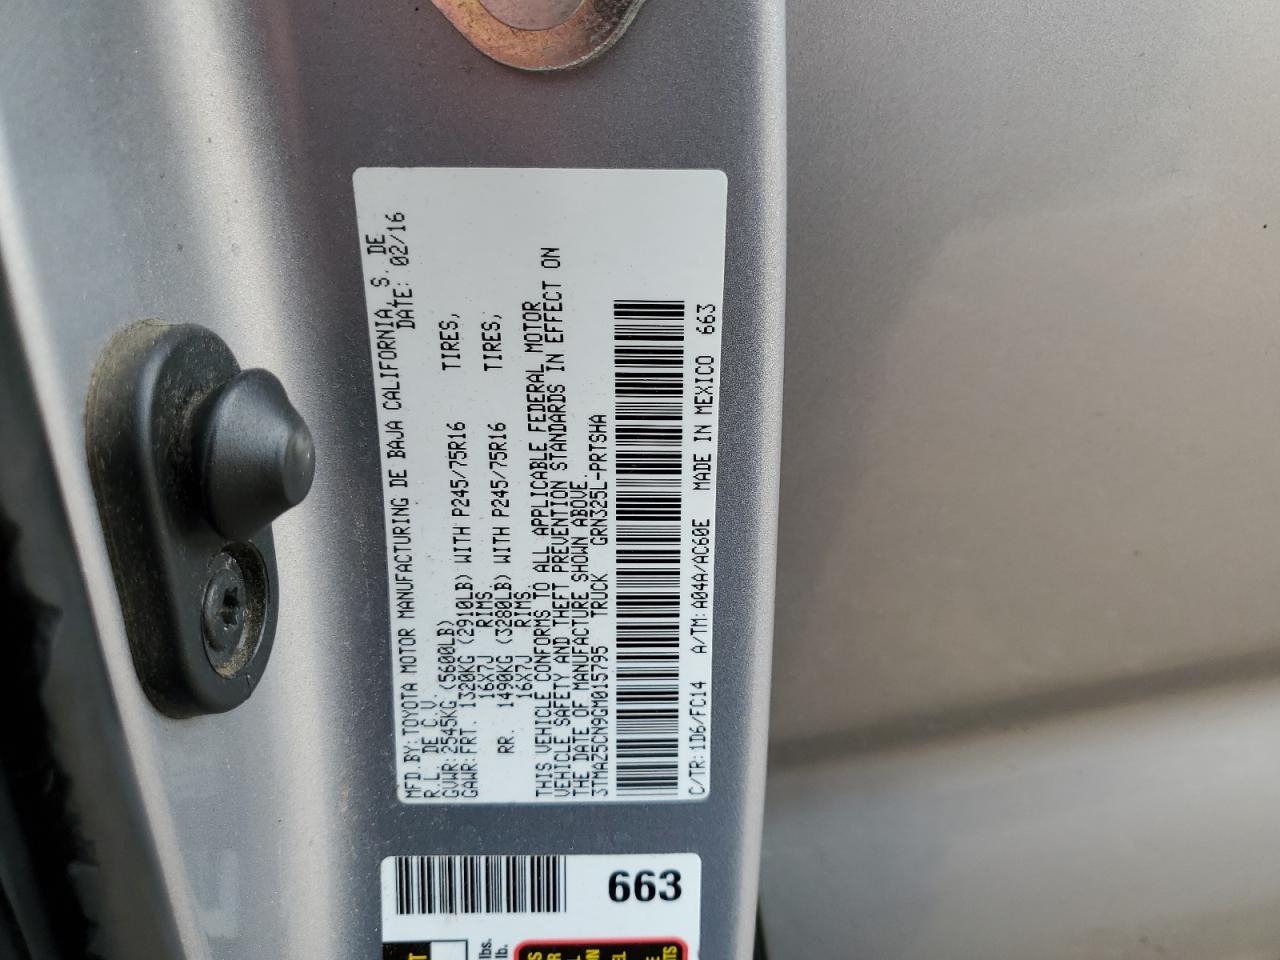 MFD.BY: TOYOTA MOTOR MANUFACTURING DE BAJA CALIFORNIA, S. DE
R.L. DE C.V. DATE: 02/16
GVWR: 2545KG (5600LB)
GAWR: FRT. 1320KG (2910LB) WITH P245/75R16 TIRES,
16X7J RIMS.
RR. 1490KG (3280LB) WITH P245/75R16 TIRES,
16X7J RIMS.
THIS VEHICLE CONFORMS TO ALL APPLICABLE FEDERAL MOTOR
VEHICLE SAFETY AND THEFT PREVENTION STANDARDS IN EFFECT ON
THE DATE OF MANUFACTURE SHOWN ABOVE.
3TMAZ5CN9GM015795 TRUCK GRN325L-PRTSHA
C/TR: 1D6/FC14 A/TM: A04A/AC60E MADE IN MEXICO 663
663
lbs.
lb.